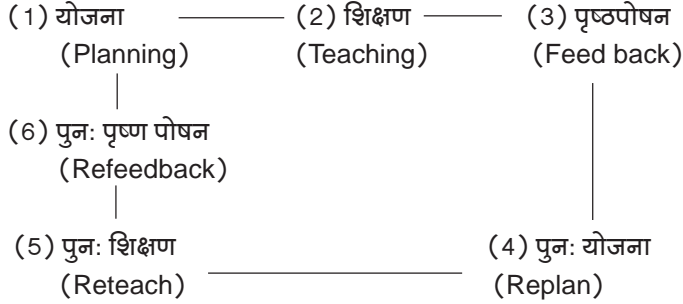 (1) योजना (2) शिक्षण (3) पृष्ठपोषन
(Planning) (Teaching) (Feed back)
(6) पुनः पृष्ण पोषन
(Refeedback)
(5) पुनः शिक्षण (4) पुनः योजना
(Reteach) (Replan)